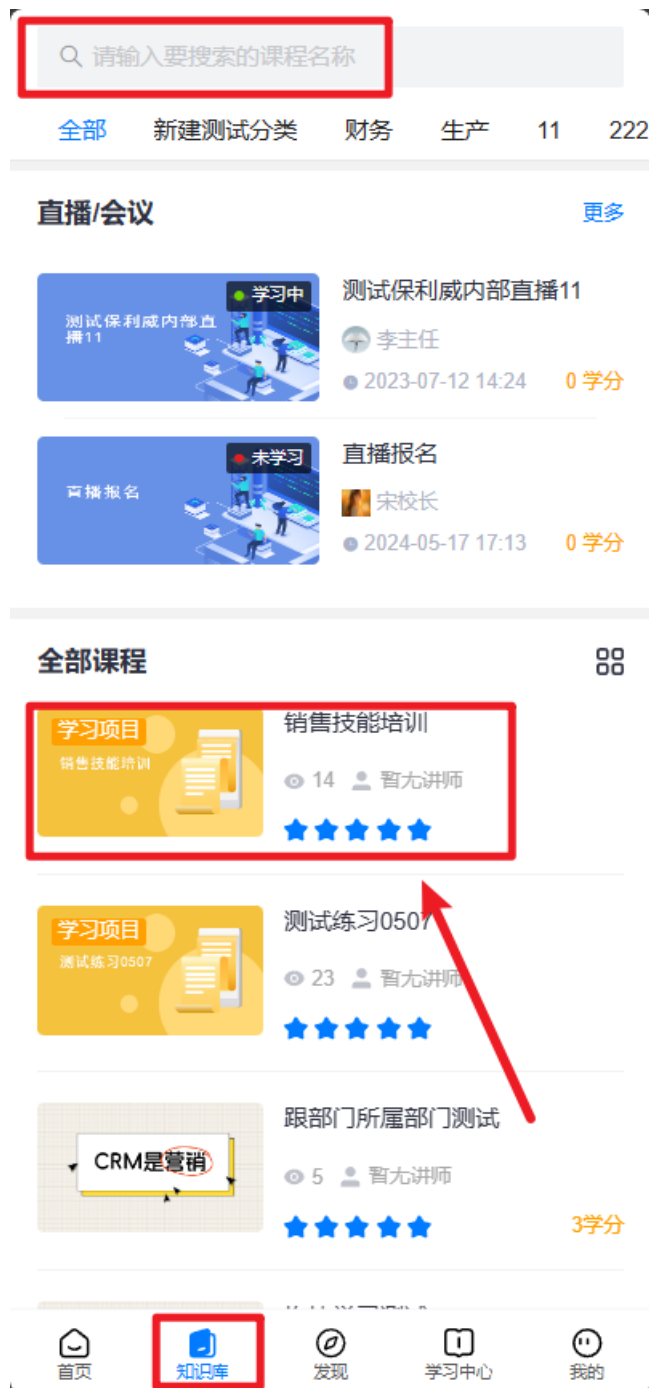 请输入要搜索的课程名称
全部 新建测试分类 财务 生产 11 222
直播/会议 更多
学习中
测试保利威内部直
播11
测试保利威内部直播11
李主任
2023-07-12 14:24 0 学分
未学习
直播报名
直播报名
宋校长
2024-05-17 17:13 0 学分
全部课程
学习项目
销售技能培训
销售技能培训
14 暂无讲师
学习项目
测试练习0507
测试练习0507
23 暂无讲师
CRM是营销
跟部门所属部门测试
5 暂无讲师
3学分
首页 知识库 发现 学习中心 我的